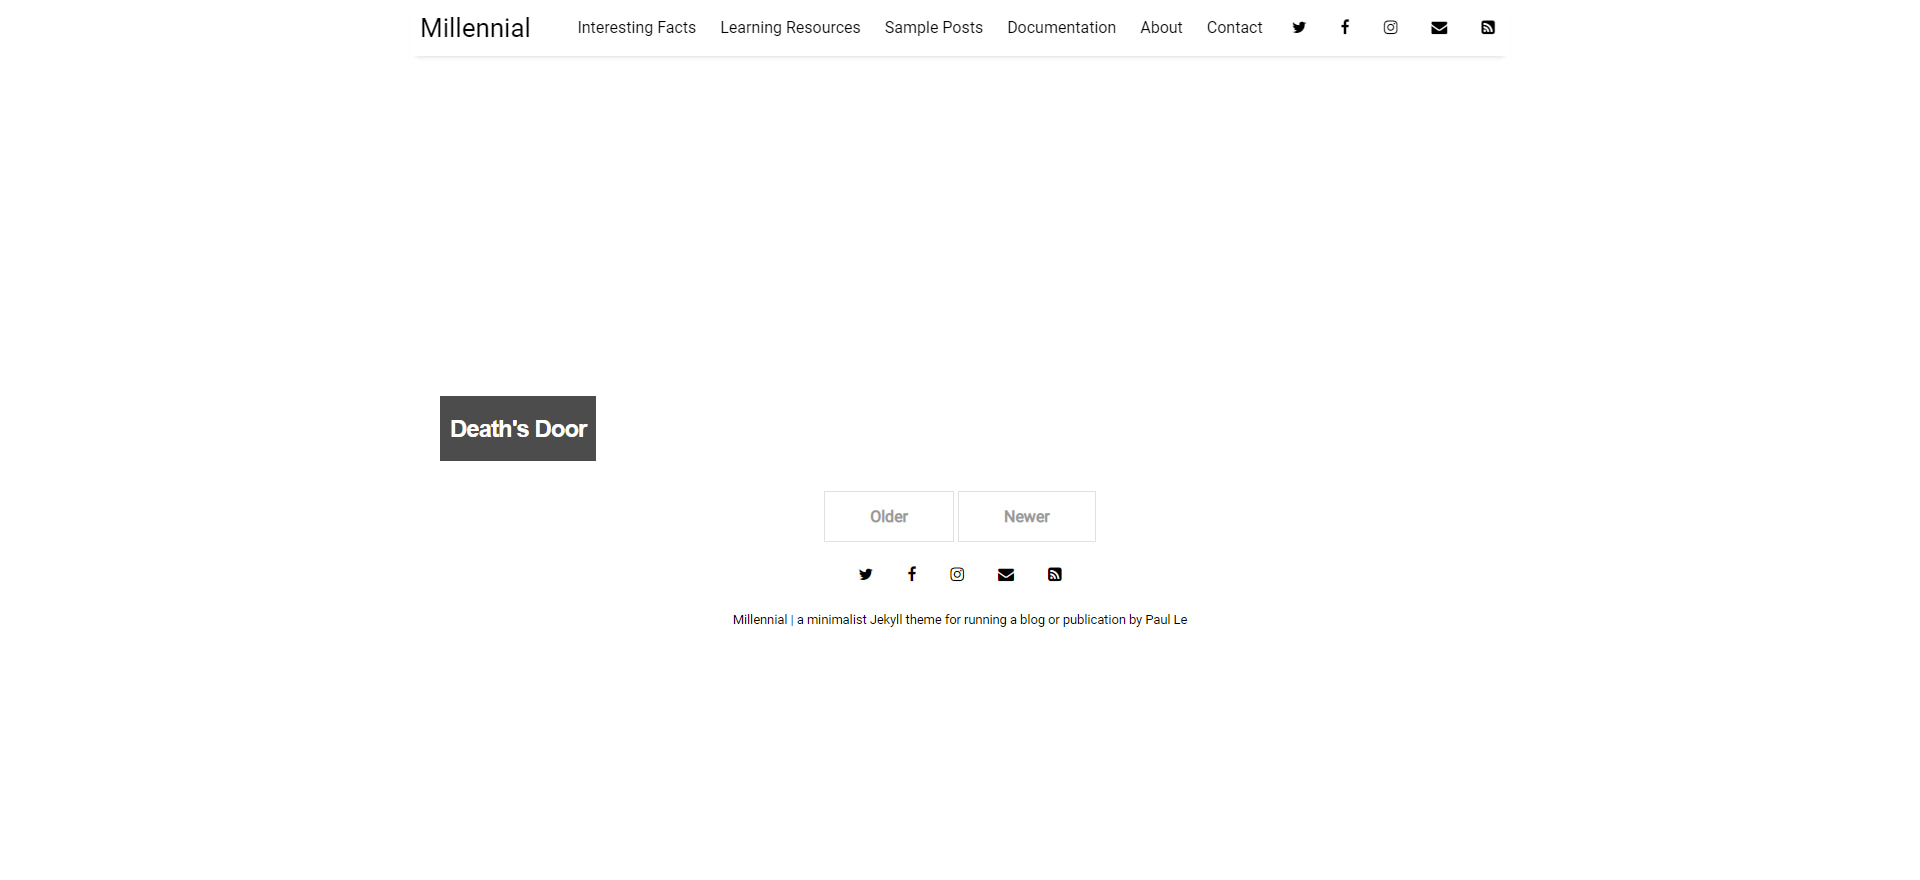 Millennial Interesting Facts Learning Resources Sample Posts Documentation About Contact
Death's Door
Older Newer
Millennial | a minimalist Jekyll theme for running a blog or publication by Paul Le